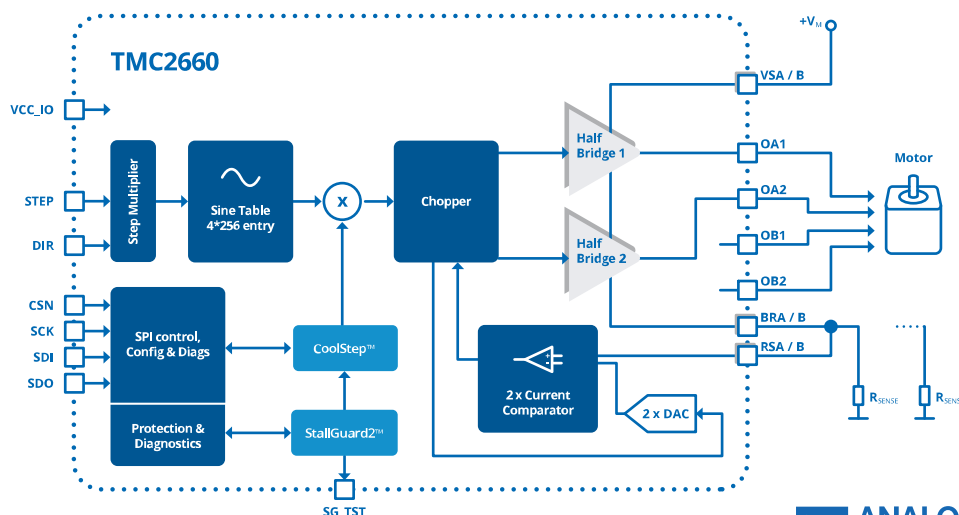 +VM
TMC2660
VSA / B
VCC_IO
Half
Bridge 1
OA1
Motor
Step Multiplier
Sine Table
4*256 entry
X
Chopper
STEP
OA2
DIR
Half
Bridge 2
OB1
OB2
CSN
SCK
SDI
SDO
SPI control,
Config & Diags
CoolStep™
BRA / B
RSA / B
2 x Current
Comparator
RSENSE
2 x DAC
Protection &
Diagnostics
StallGuard2™
SG_TST